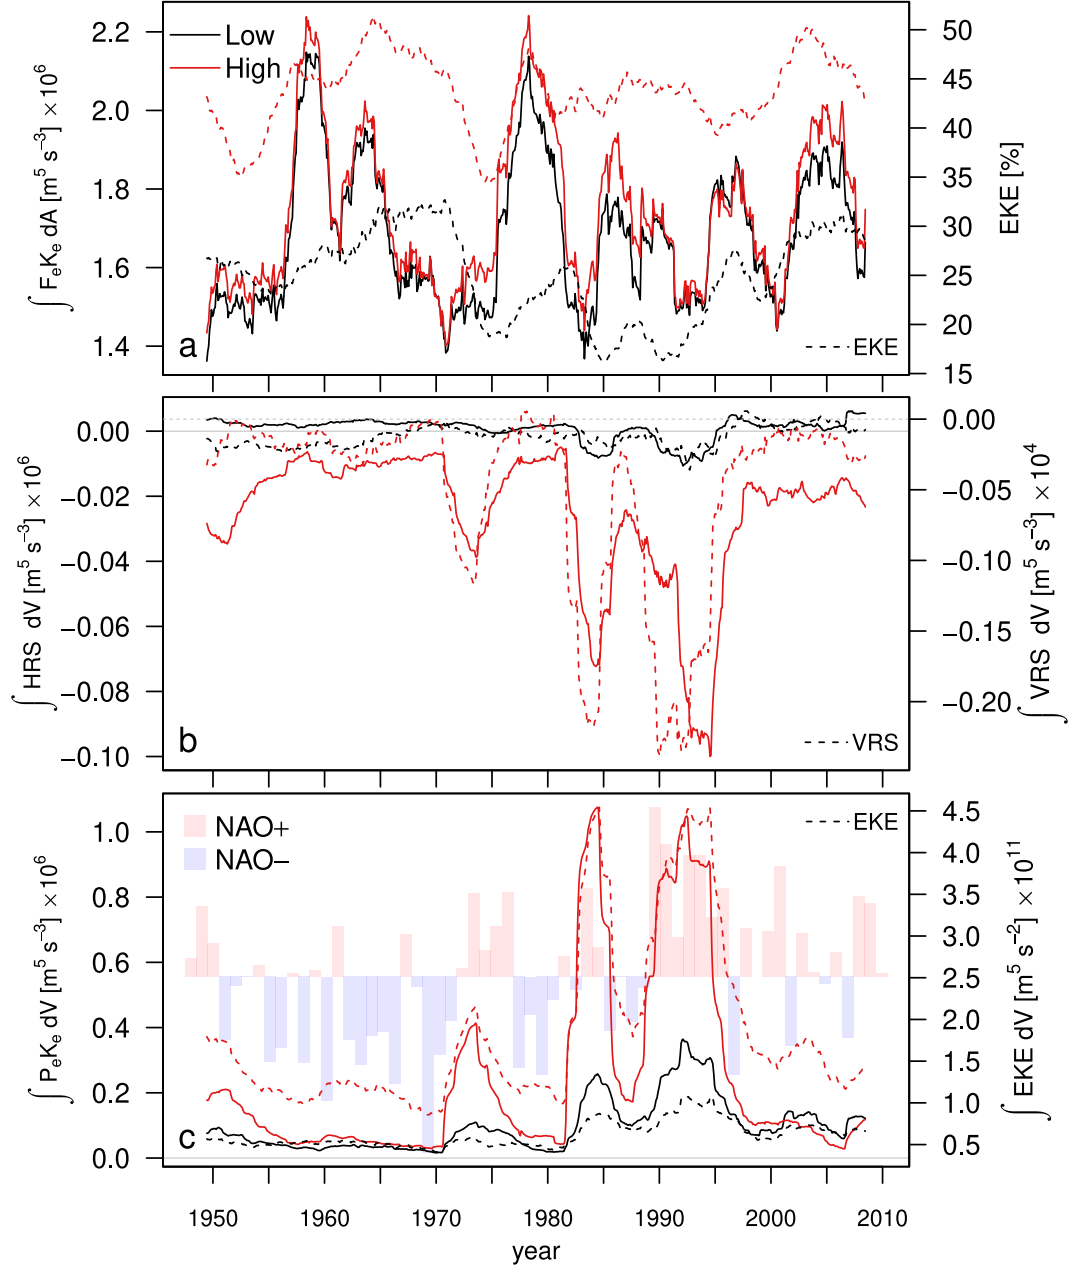 ∫ FₑKₑ dA [m⁵ s⁻³] ×10⁶
2.2
2.0
1.8
1.6
1.4
Low
High
a
EKE
50
45
40
35
30
25
20
15
EKE [%]
∫ HRS dV [m⁵ s⁻³] ×10⁶
0.00
−0.02
−0.04
−0.06
−0.08
−0.10
b
VRS
0.00
−0.05
−0.10
−0.15
−0.20
∫ VRS dV [m⁵ s⁻³] ×10⁴
∫ PₑKₑ dV [m⁵ s⁻³] ×10⁶
1.0
0.8
0.6
0.4
0.2
0.0
NAO+
NAO−
c
EKE
4.5
4.0
3.5
3.0
2.5
2.0
1.5
1.0
0.5
∫ EKE dV [m⁵ s⁻²] ×10¹¹
1950 1960 1970 1980 1990 2000 2010
year